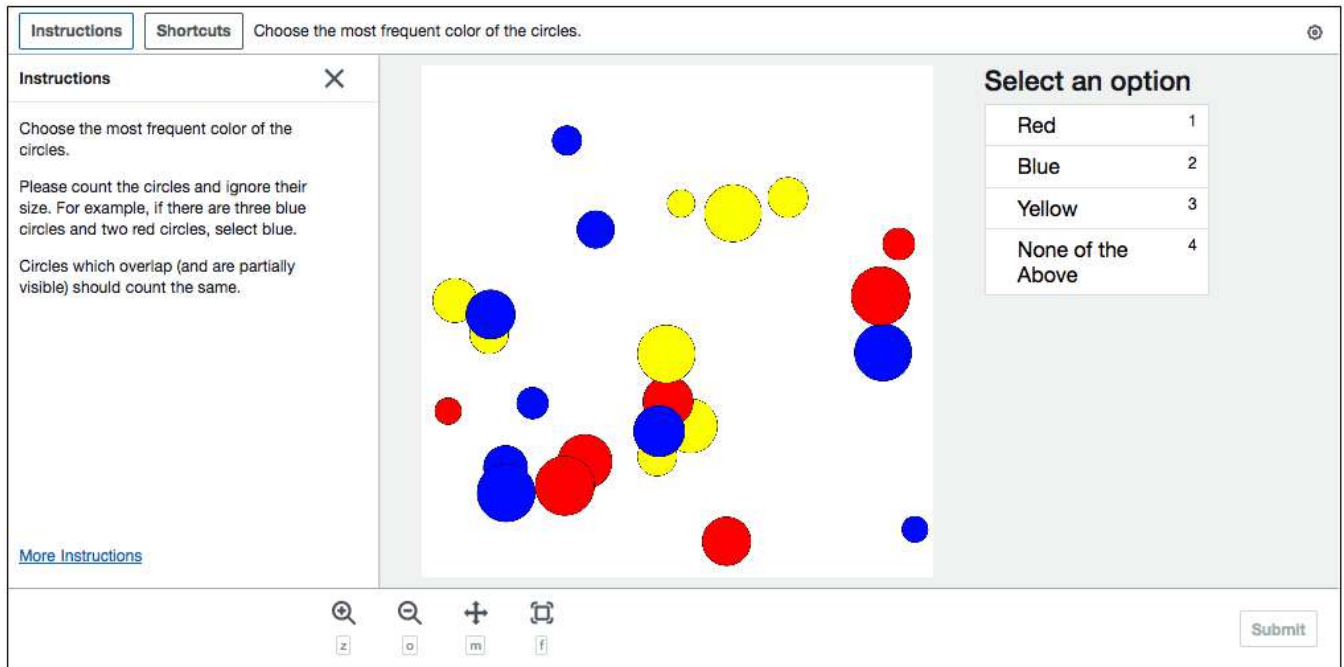 Instructions
Shortcuts
Choose the most frequent color of the circles.
Instructions
Choose the most frequent color of the
circles.
Please count the circles and ignore their
size. For example, if there are three blue
circles and two red circles, select blue.
Circles which overlap (and are partially
visible) should count the same.
More Instructions
Select an option
Red 1
Blue 2
Yellow 3
None of the 4
Above
z o m f
Submit